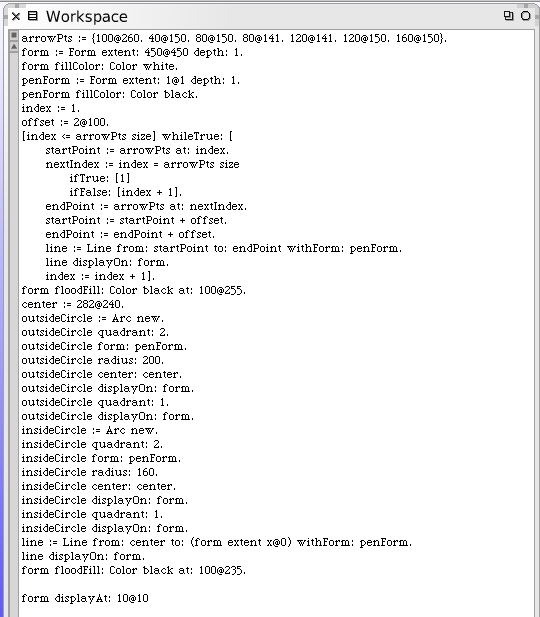 Workspace
arrowPts := {100@260. 40@150. 80@150. 80@141. 120@141. 120@150. 160@150}.
form := Form extent: 450@450 depth: 1.
form fillColor: Color white.
penForm := Form extent: 1@1 depth: 1.
penForm fillColor: Color black.
index := 1.
offset := 2@100.
[index <= arrowPts size] whileTrue: [
startPoint := arrowPts at: index.
nextIndex := index = arrowPts size
ifTrue: [1]
ifFalse: [index + 1].
endPoint := arrowPts at: nextIndex.
startPoint := startPoint + offset.
endPoint := endPoint + offset.
line := Line from: startPoint to: endPoint withForm: penForm.
line displayOn: form.
index := index + 1].
form floodFill: Color black at: 100@255.
center := 282@240.
outsideCircle := Arc new.
outsideCircle quadrant: 2.
outsideCircle form: penForm.
outsideCircle radius: 200.
outsideCircle center: center.
outsideCircle displayOn: form.
outsideCircle quadrant: 1.
outsideCircle displayOn: form.
insideCircle := Arc new.
insideCircle quadrant: 2.
insideCircle form: penForm.
insideCircle radius: 160.
insideCircle center: center.
insideCircle displayOn: form.
insideCircle quadrant: 1.
insideCircle displayOn: form.
line := Line from: center to: (form extent x@0) withForm: penForm.
line displayOn: form.
form floodFill: Color black at: 100@235.
form displayAt: 10@10